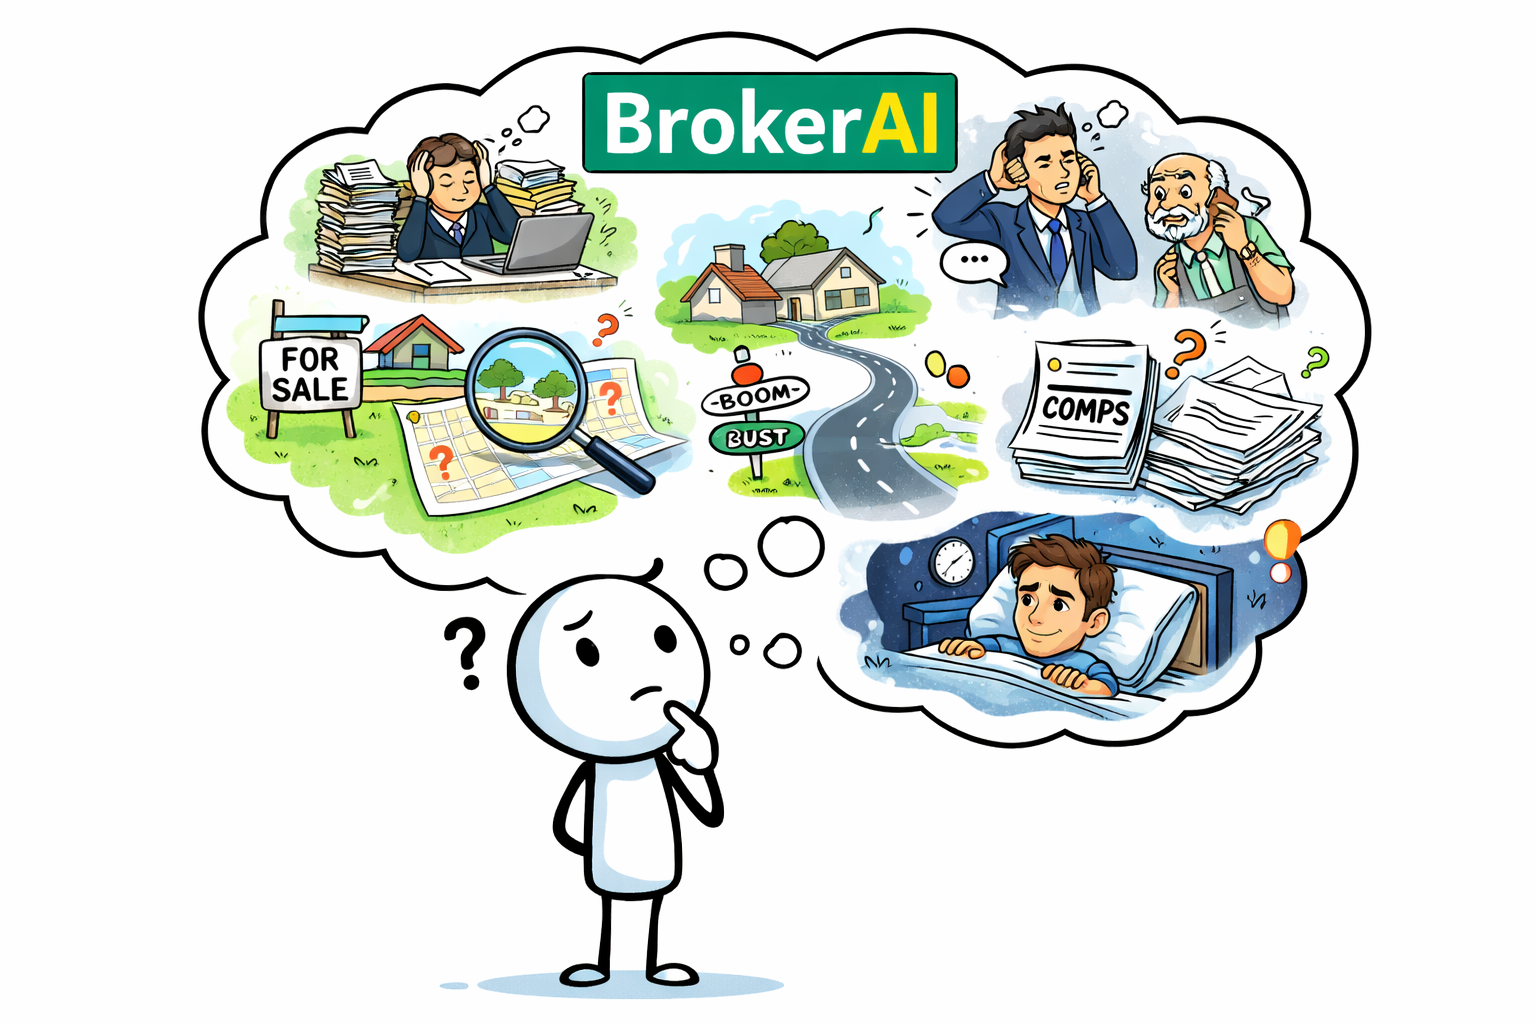 BrokerAI
...
FOR
SALE
?
?
?
-BOOM-
BUST
?
?
COMPS
?